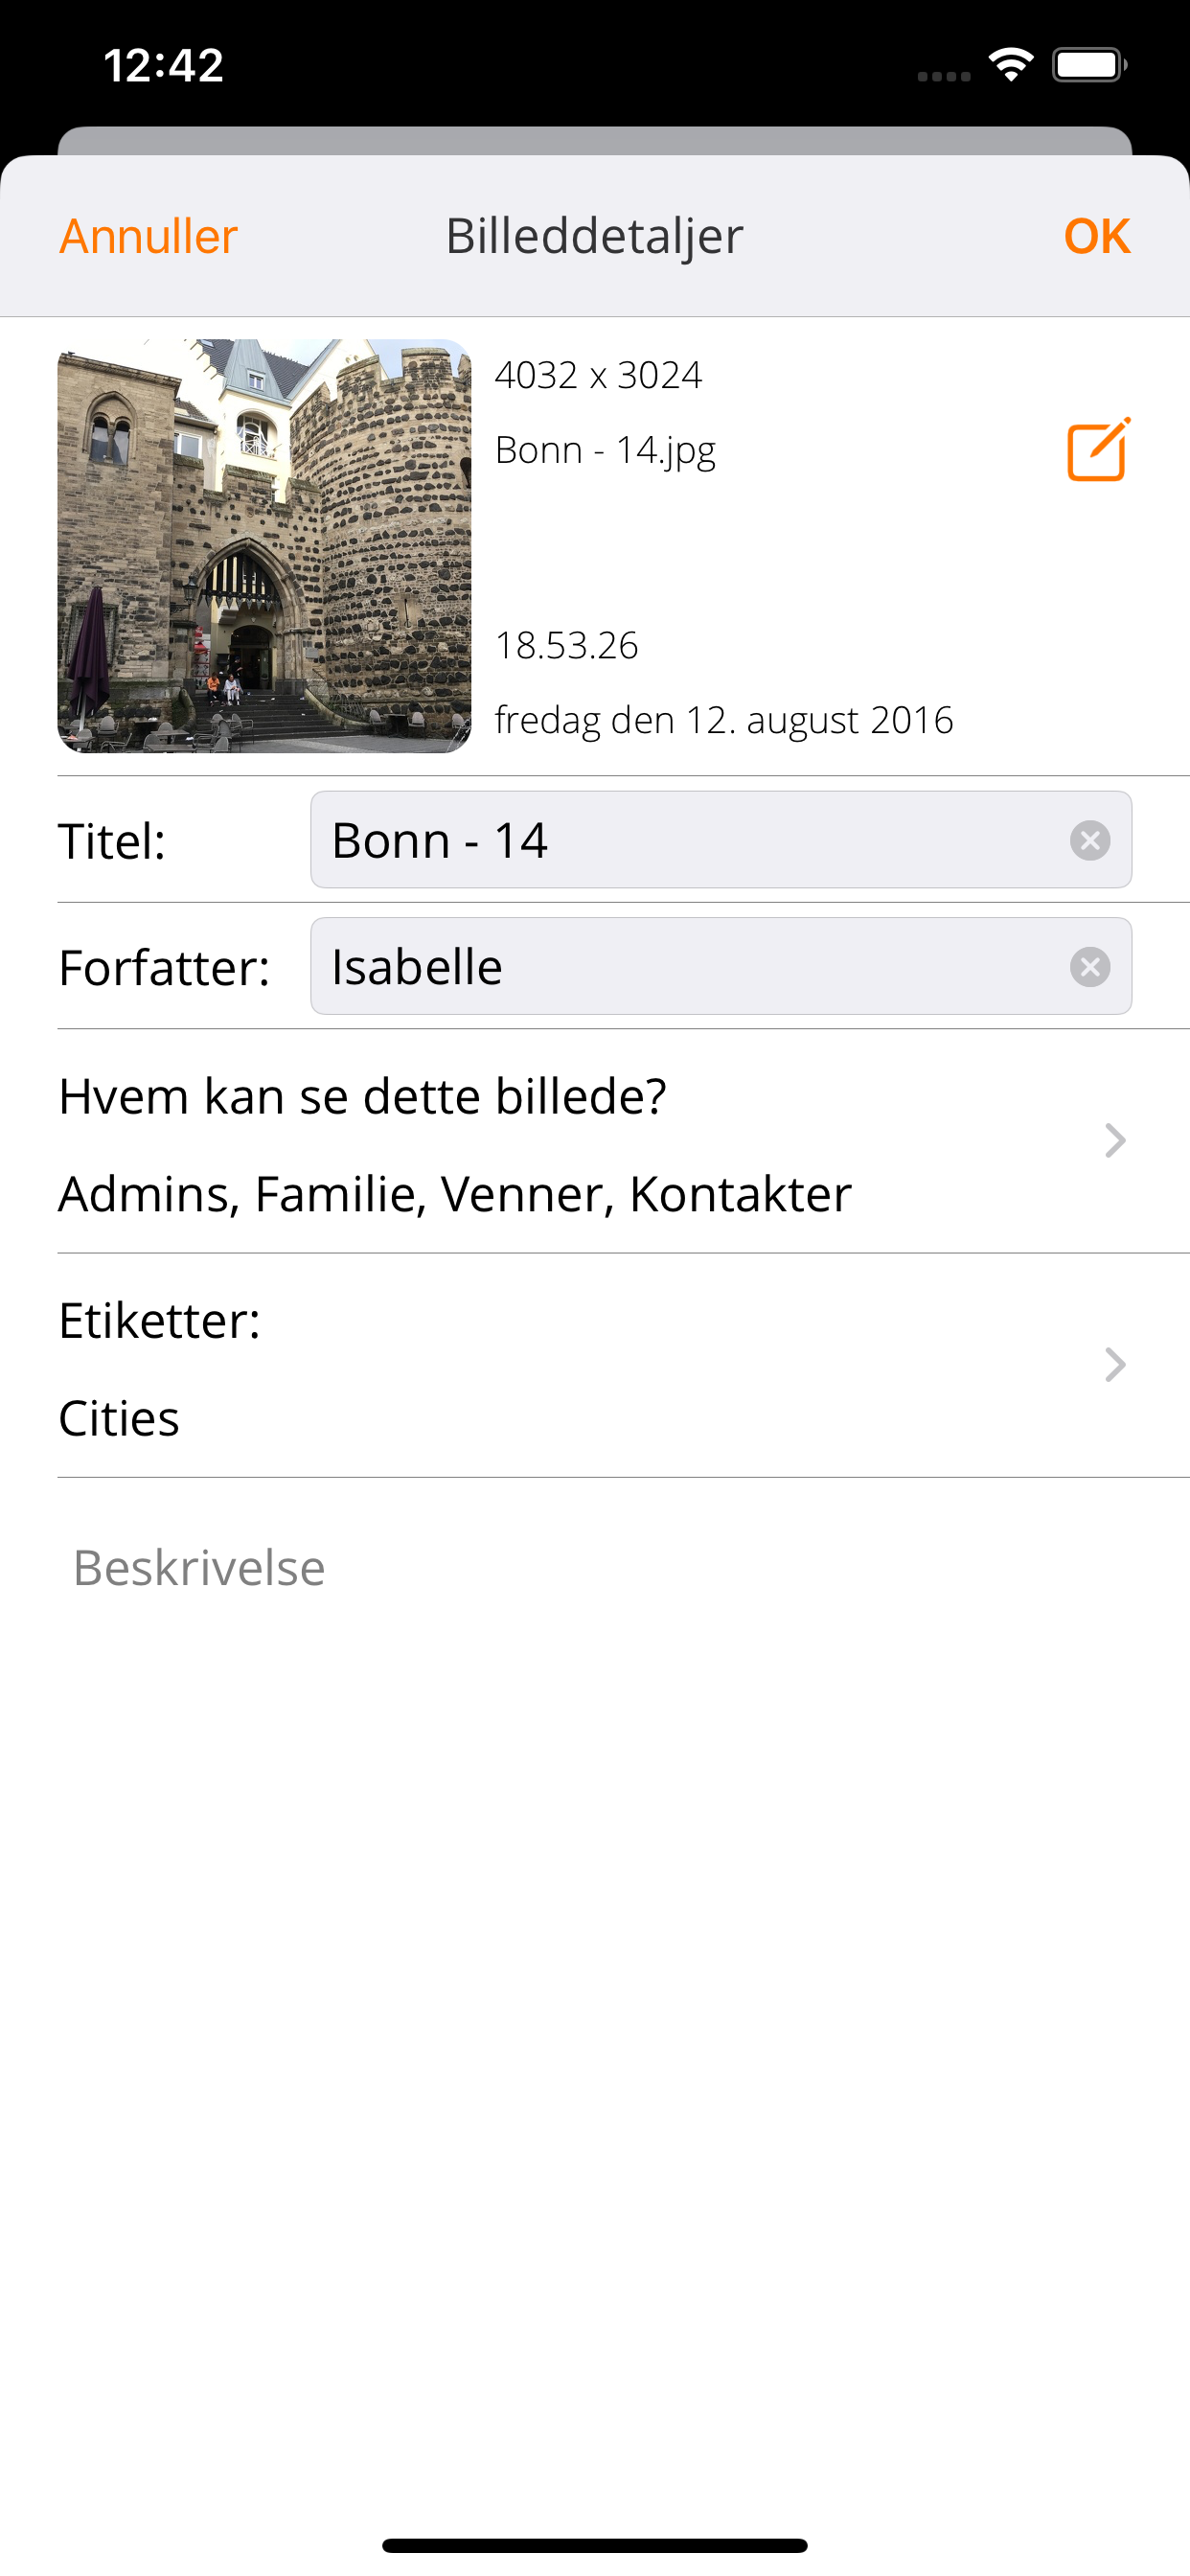 12:42
Annuller
Billeddetaljer
OK
4032 x 3024
Bonn - 14.jpg
18.53.26
fredag den 12. august 2016
Titel:
Bonn - 14
Forfatter:
Isabelle
Hvem kan se dette billede?
Admins, Familie, Venner, Kontakter
Etiketter:
Cities
Beskrivelse